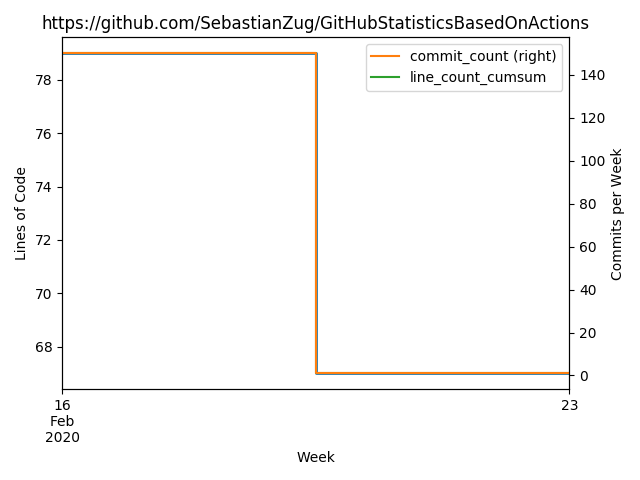 https://github.com/SebastianZug/GitHubStatisticsBasedOnActions
commit_count (right)
line_count_cumsum
Lines of Code
78
76
74
72
70
68
Commits per Week
140
120
100
80
60
40
20
0
16
Feb
2020
23
Week